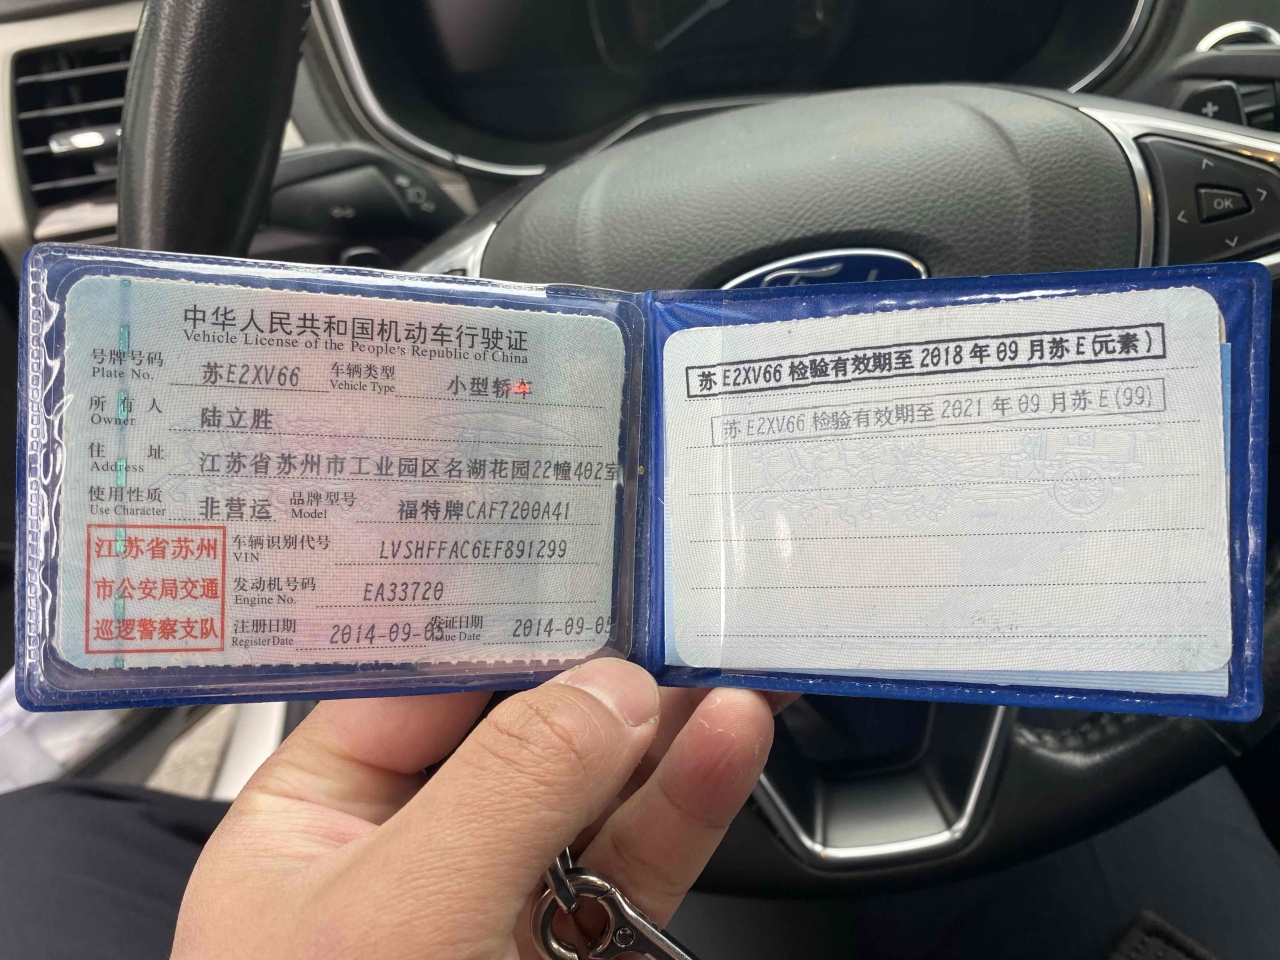 中华人民共和国机动车行驶证
Vehicle License of the People's Republic of China
号牌号码 苏E2XV66 车辆类型 小型轿车
Plate No. Vehicle Type
所有人 陆立胜
Owner
住址 江苏省苏州市工业园区名湖花园22幢402室
Address
使用性质 非营运 品牌型号 福特牌CAF7200A41
Use Character Model
江苏省苏州
市公安局交通
巡逻警察支队
车辆识别代号 LVSHFFAC6EF891299
VIN
发动机号码 EA33720
Engine No.
注册日期 2014-09-05 发证日期 2014-09-05
Register Date Issue Date
苏E2XV66检验有效期至2018年09月苏E(元素)
苏E2XV66检验有效期至2021年09月苏E(99)
Ford
OK